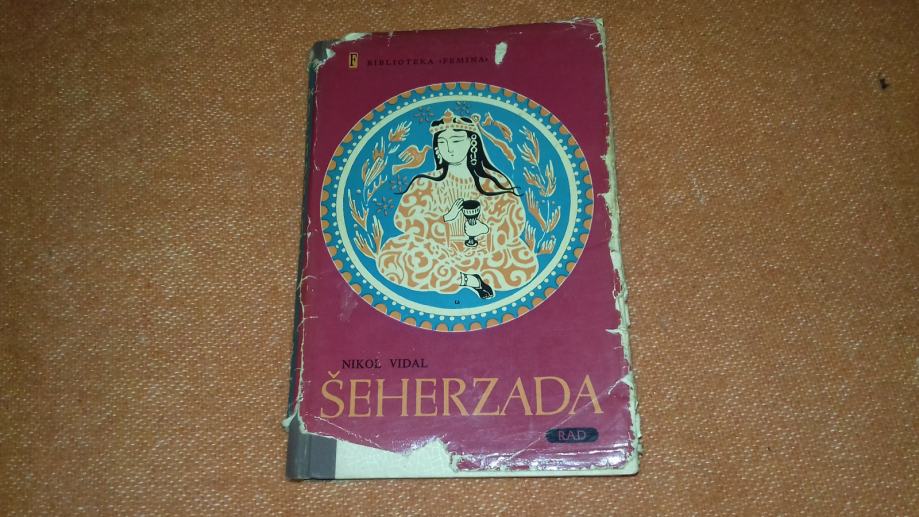 F BIBLIOTEKA »FEMINA«
NIKOL VIDAL
ŠEHERZADA
RAD